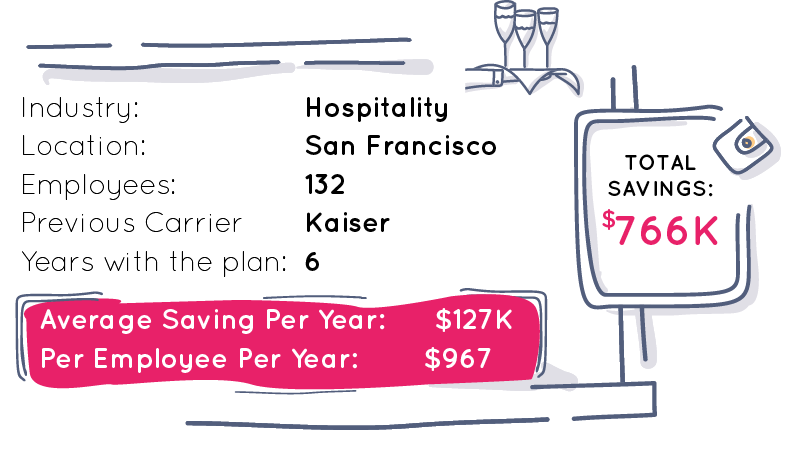 Industry: Hospitality
Location: San Francisco
Employees: 132
Previous Carrier Kaiser
Years with the plan: 6
Average Saving Per Year: $127K
Per Employee Per Year: $967
TOTAL
SAVINGS:
$766K